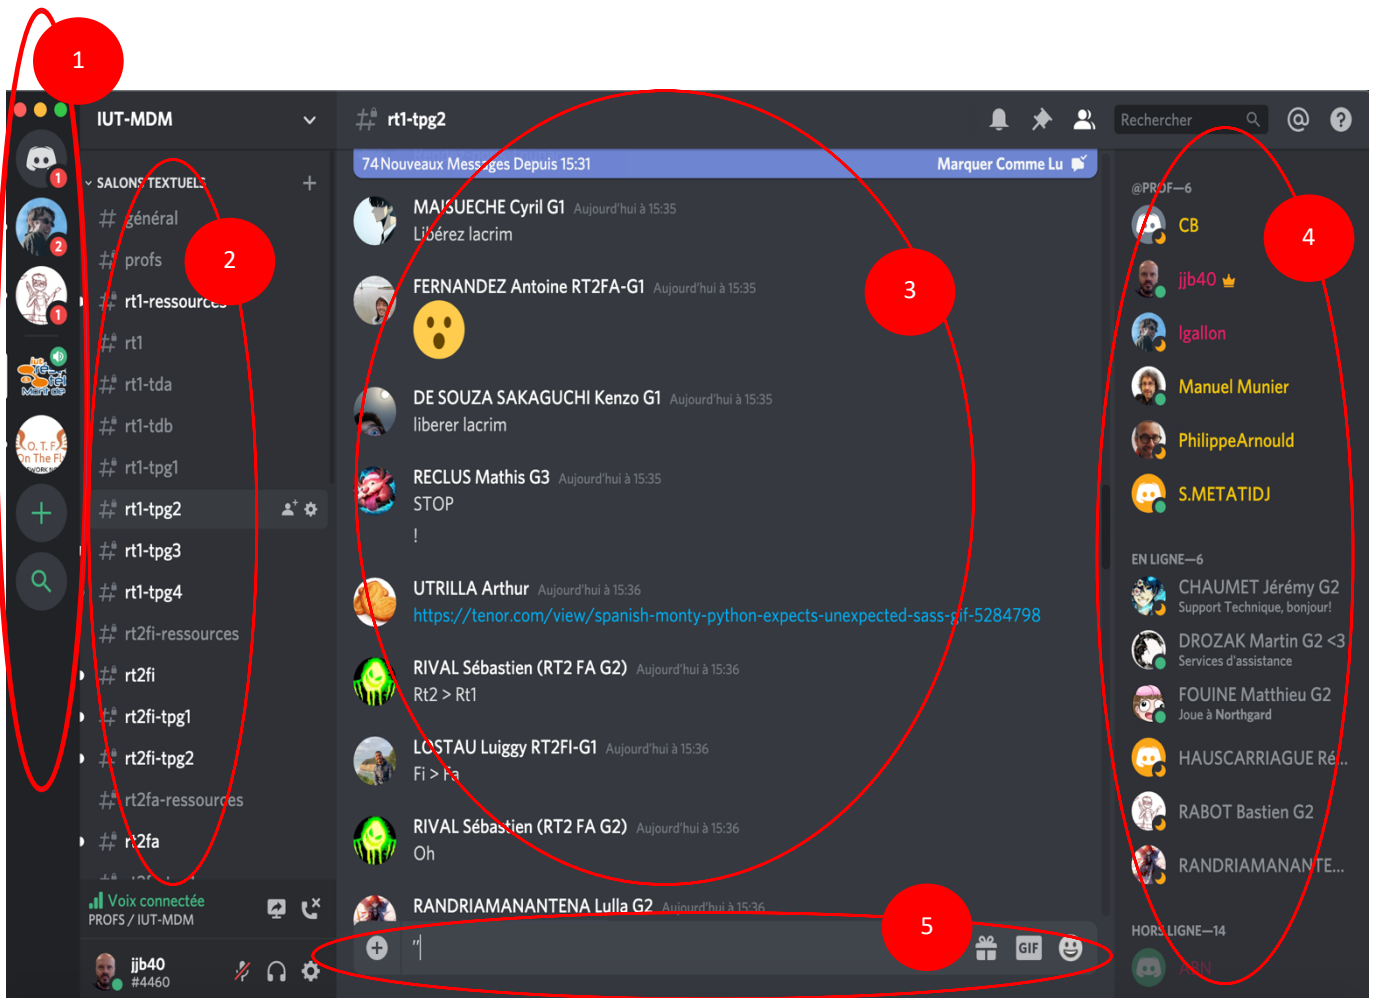 1
IUT-MDM
rt1-tpg2
Rechercher
1
2
1
SALONS TEXTUELS
général
profs
2
rt1-ressources
rt1
rt1-tda
rt1-tdb
rt1-tpg1
rt1-tpg2
rt1-tpg3
rt1-tpg4
rt2fi-ressources
rt2fi
rt2fi-tpg1
rt2fi-tpg2
rt2fa-ressources
rt2fa
Voix connectée
PROFS / IUT-MDM
jjb40
#4460
74 Nouveaux Messages Depuis 15:31
Marquer Comme Lu
MAISUECHE Cyril G1 Aujourd'hui à 15:35
Libérez lacrim
3
FERNANDEZ Antoine RT2FA-G1 Aujourd'hui à 15:35
DE SOUZA SAKAGUCHI Kenzo G1 Aujourd'hui à 15:35
liberer lacrim
RECLUS Mathis G3 Aujourd'hui à 15:35
STOP
!
UTRILLA Arthur Aujourd'hui à 15:36
https://tenor.com/view/spanish-monty-python-expects-unexpected-sass-gif-5284798
RIVAL Sébastien (RT2 FA G2) Aujourd'hui à 15:36
Rt2 > Rt1
LOSTAU Luiggy RT2FI-G1 Aujourd'hui à 15:36
Fi > Fa
RIVAL Sébastien (RT2 FA G2) Aujourd'hui à 15:36
Oh
RANDRIAMANANTENA Lulla G2 Aujourd'hui à 15:36
5
"
GIF
@PROF—6
CB
4
jjb40
lgallon
Manuel Munier
PhilippeArnould
S.METATIDJ
EN LIGNE—6
CHAUMET Jérémy G2
Support Technique, bonjour!
DROZAK Martin G2 <3
Services d'assistance
FOUINE Matthieu G2
Joue à Northgard
HAUSCARRIAGUE Ré...
RABOT Bastien G2
RANDRIAMANANTE...
HORS LIGNE—14
ABN